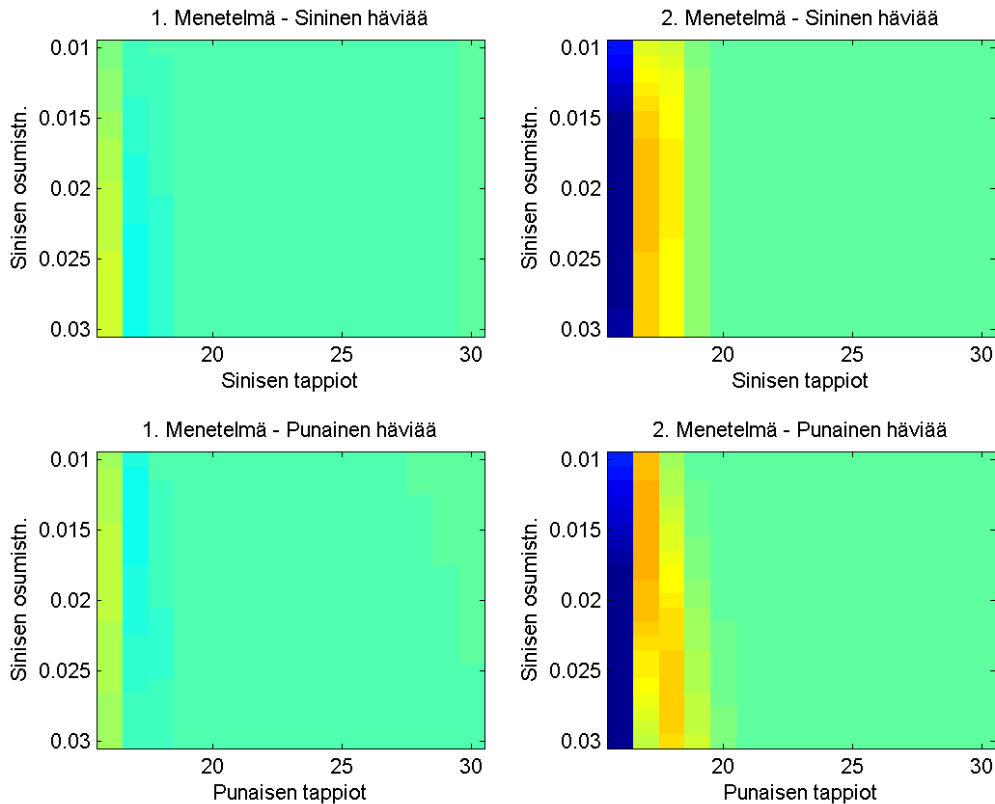 1. Menetelmä - Sininen häviää
0.01
0.015
0.02
0.025
0.03
Sinisen osumistn.
20 25 30
Sinisen tappiot
2. Menetelmä - Sininen häviää
0.01
0.015
0.02
0.025
0.03
Sinisen osumistn.
20 25 30
Sinisen tappiot
1. Menetelmä - Punainen häviää
0.01
0.015
0.02
0.025
0.03
Sinisen osumistn.
20 25 30
Punaisen tappiot
2. Menetelmä - Punainen häviää
0.01
0.015
0.02
0.025
0.03
Sinisen osumistn.
20 25 30
Punaisen tappiot